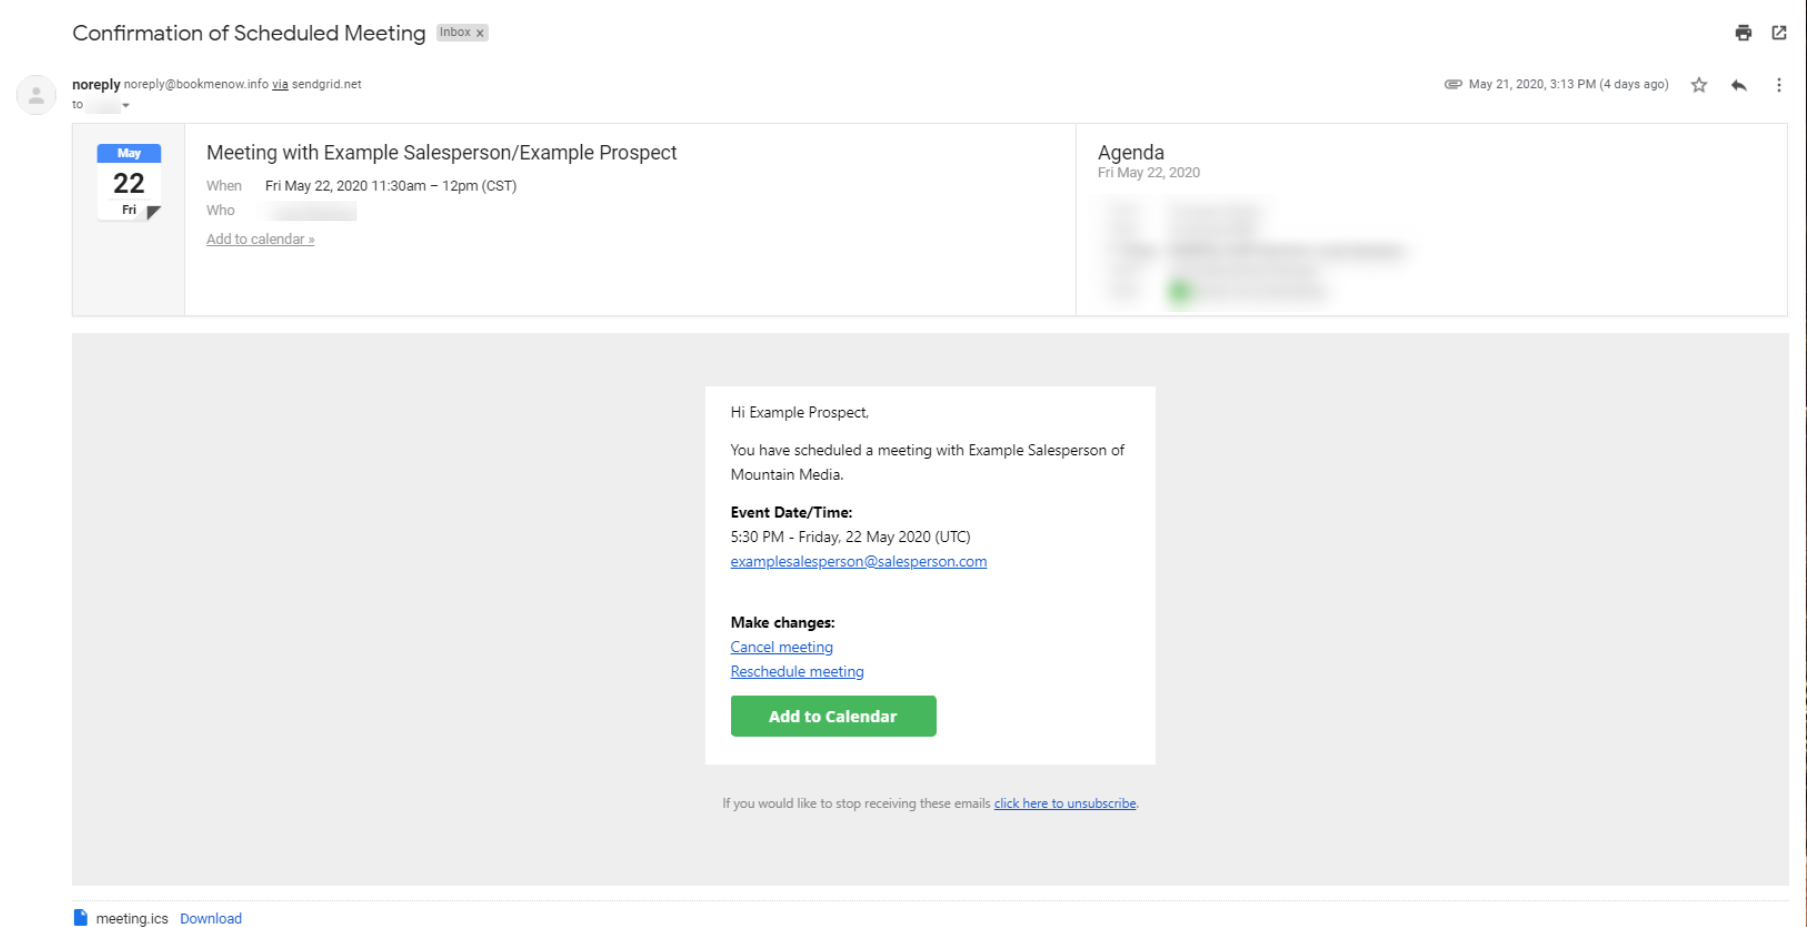 Confirmation of Scheduled Meeting Inbox x
noreply noreply@bookmenow.info via sendgrid.net
May 21, 2020, 3:13 PM (4 days ago)
to
May
22
Fri
Meeting with Example Salesperson/Example Prospect
When Fri May 22, 2020 11:30am – 12pm (CST)
Who
Add to calendar »
Agenda
Fri May 22, 2020
Hi Example Prospect,
You have scheduled a meeting with Example Salesperson of
Mountain Media.
Event Date/Time:
5:30 PM - Friday, 22 May 2020 (UTC)
examplesalesperson@salesperson.com
Make changes:
Cancel meeting
Reschedule meeting
Add to Calendar
If you would like to stop receiving these emails click here to unsubscribe.
meeting.ics Download